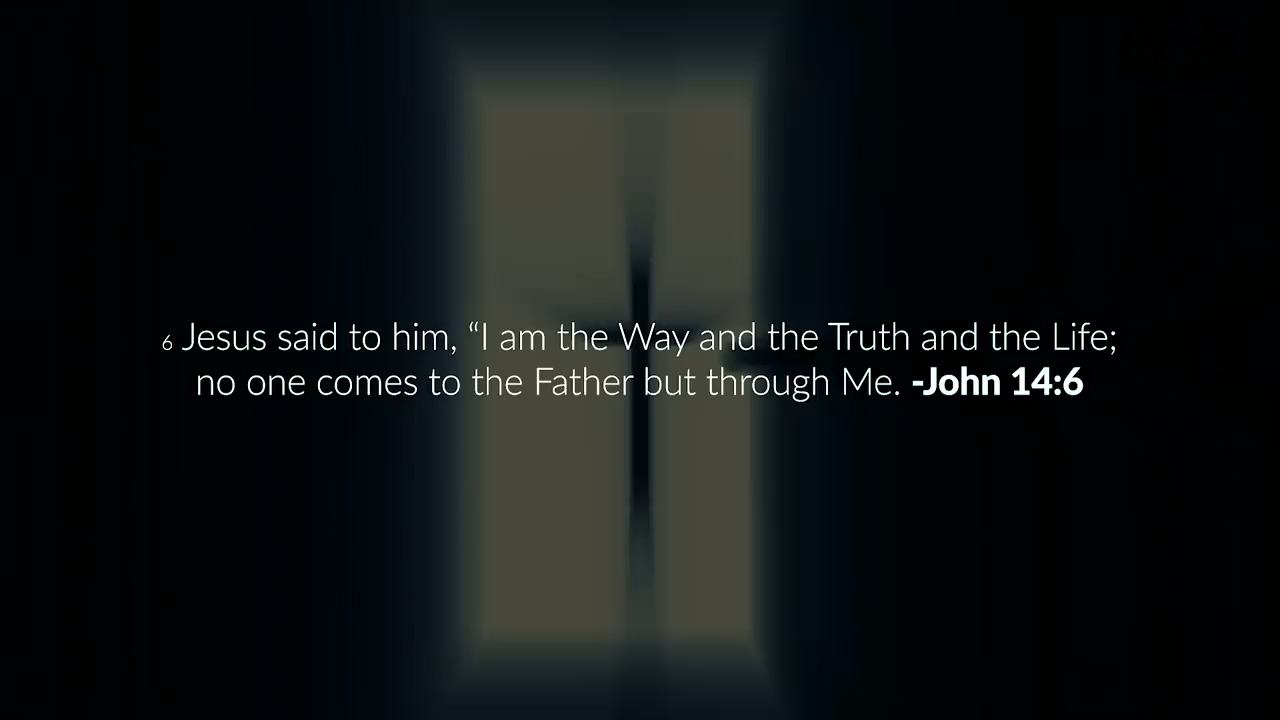 6 Jesus said to him, “I am the Way and the Truth and the Life;
no one comes to the Father but through Me. -John 14:6